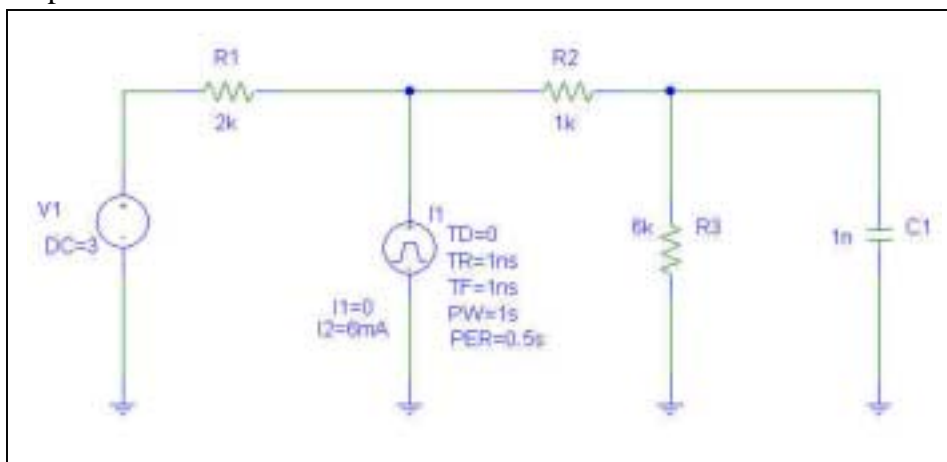 R1
2k
R2
1k
V1
+
-
DC=3
I1
TD=0
TR=1ns
TF=1ns
PW=1s
PER=0.5s
I1=0
I2=6mA
6k
R3
1n
C1